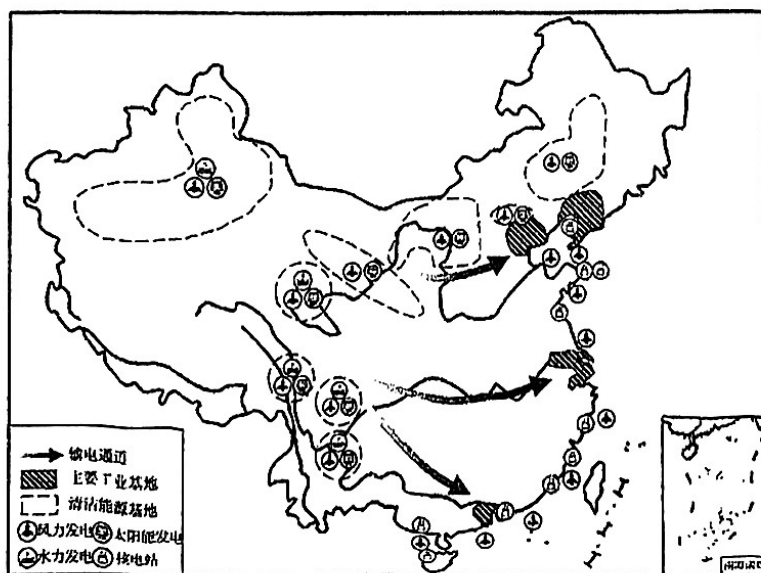 输电通道
主要工业基地
清洁能源基地
风力发电 太阳能发电
水力发电 核电站